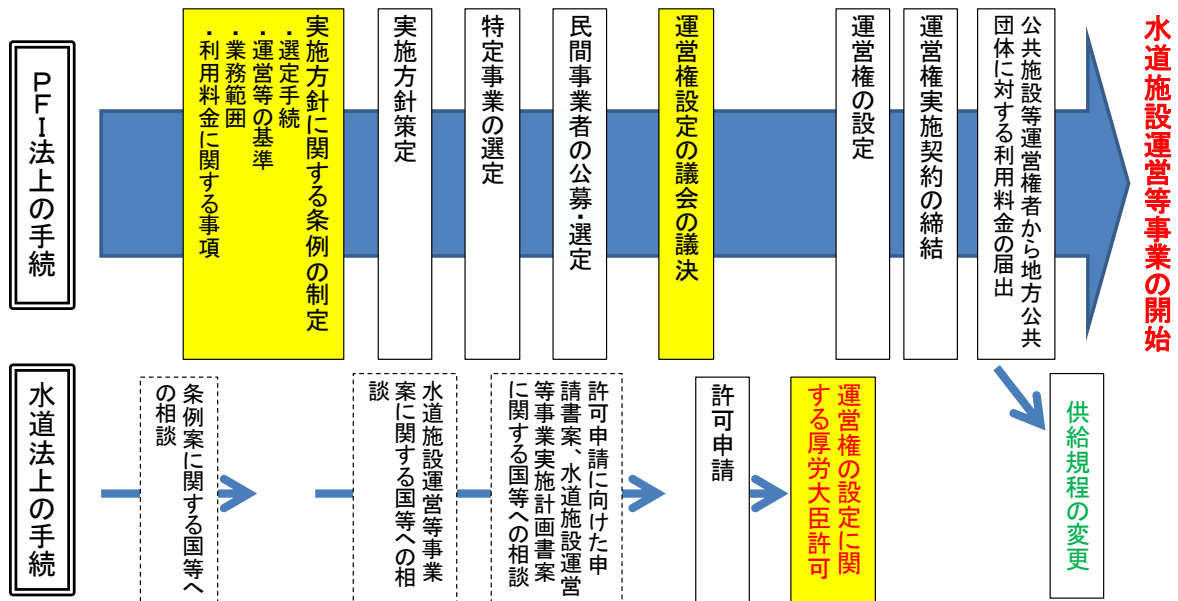 PFI法上の手続
実施方針に関する条例の制定
・選定手続
・運営等の基準
・業務範囲
・利用料金に関する事項
実施方針策定
特定事業の選定
民間事業者の公募・選定
運営権設定の議会の議決
運営権の設定
運営権実施契約の締結
公共施設等運営権者から地方公共
団体に対する利用料金の届出
水道施設運営等事業の開始
水道法上の手続
条例案に関する国等へ
の相談
水道施設運営等事業
案に関する国等への相
談
許可申請に向けた申
請書案、水道施設運営
等事業実施計画書案
に関する国等への相談
許可申請
運営権の設定に関
する厚労大臣許可
供給規程の変更